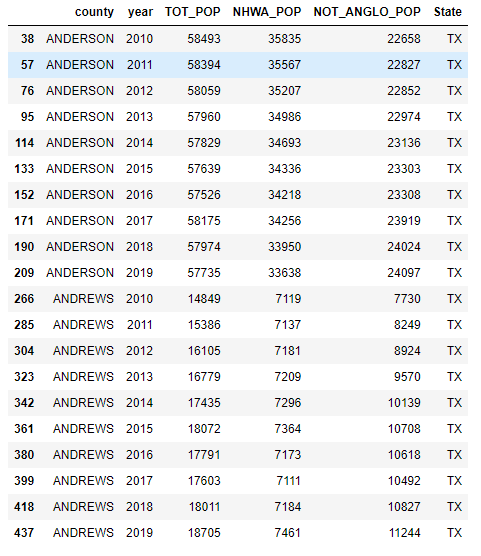 county year TOT_POP NHWA_POP NOT_ANGLO_POP State
38 ANDERSON 2010 58493 35835 22658 TX
57 ANDERSON 2011 58394 35567 22827 TX
76 ANDERSON 2012 58059 35207 22852 TX
95 ANDERSON 2013 57960 34986 22974 TX
114 ANDERSON 2014 57829 34693 23136 TX
133 ANDERSON 2015 57639 34336 23303 TX
152 ANDERSON 2016 57526 34218 23308 TX
171 ANDERSON 2017 58175 34256 23919 TX
190 ANDERSON 2018 57974 33950 24024 TX
209 ANDERSON 2019 57735 33638 24097 TX
266 ANDREWS 2010 14849 7119 7730 TX
285 ANDREWS 2011 15386 7137 8249 TX
304 ANDREWS 2012 16105 7181 8924 TX
323 ANDREWS 2013 16779 7209 9570 TX
342 ANDREWS 2014 17435 7296 10139 TX
361 ANDREWS 2015 18072 7364 10708 TX
380 ANDREWS 2016 17791 7173 10618 TX
399 ANDREWS 2017 17603 7111 10492 TX
418 ANDREWS 2018 18011 7184 10827 TX
437 ANDREWS 2019 18705 7461 11244 TX